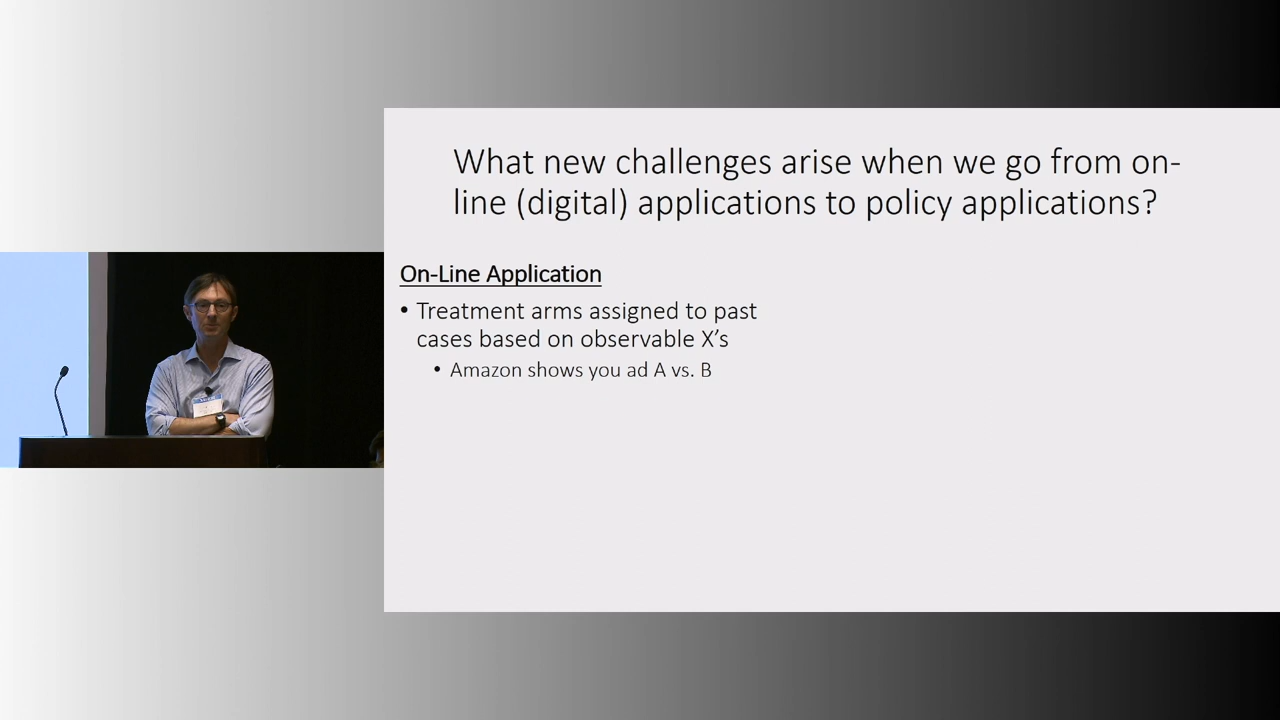 What new challenges arise when we go from on-
line (digital) applications to policy applications?
On-Line Application
• Treatment arms assigned to past
cases based on observable X’s
• Amazon shows you ad A vs. B